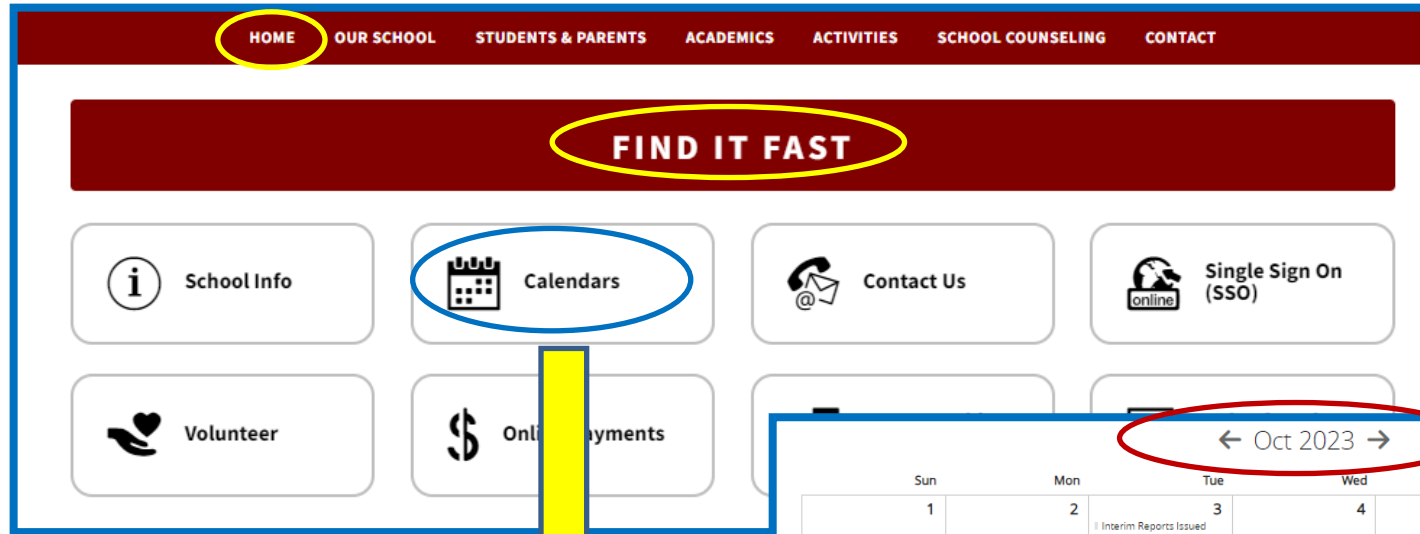 HOME OUR SCHOOL STUDENTS & PARENTS ACADEMICS ACTIVITIES SCHOOL COUNSELING CONTACT
FIND IT FAST
i School Info
Calendars
@ Contact Us
online Single Sign On
(SSO)
Volunteer
$ Onli yments
← Oct 2023 →
Sun Mon Tue Wed
1 2 3 4
Interim Reports Issued